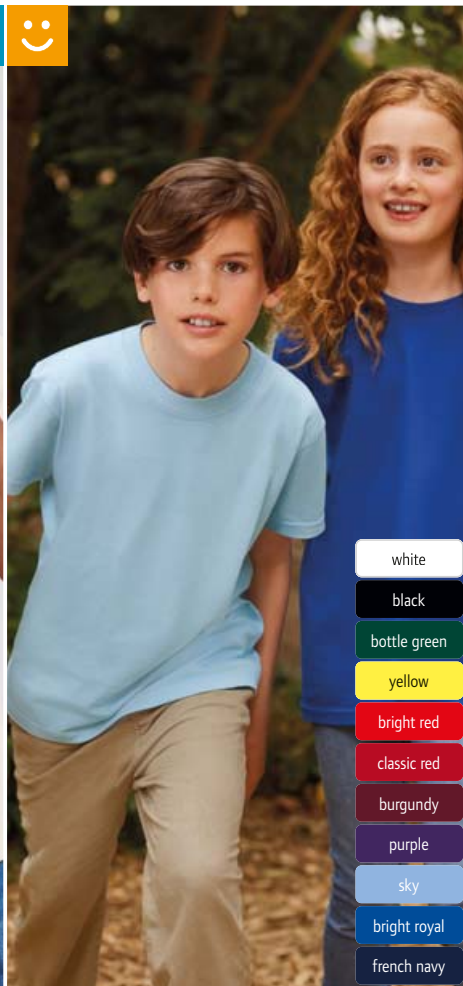 white
black
bottle green
yellow
bright red
classic red
burgundy
purple
sky
bright royal
french navy